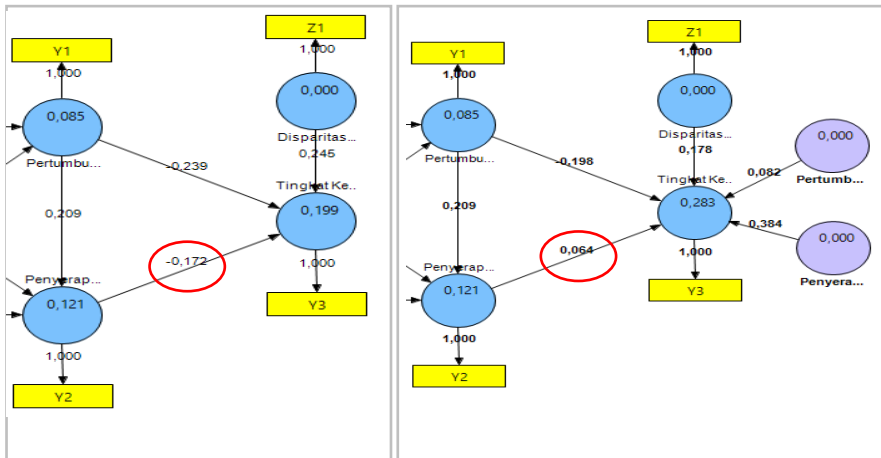 Z1
1,000
Y1
1,000
0,000
0,085
Disparitas...
Pertumbu...
0,245
-0,239
Tingkat Ke..
0,209
0,199
-0,172
Penyerap...
1,000
0,121
Y3
1,000
Y2
Z1
1,000
Y1
1,000
0,000
0,085
0,000
Disparitas...
Pertumbu...
0,178
-0,198
0,082
Tingkat Ke..
Pertumb...
0,209
0,283
0,384
0,000
0,064
Penyerap...
1,000
Penyera...
0,121
Y3
1,000
Y2